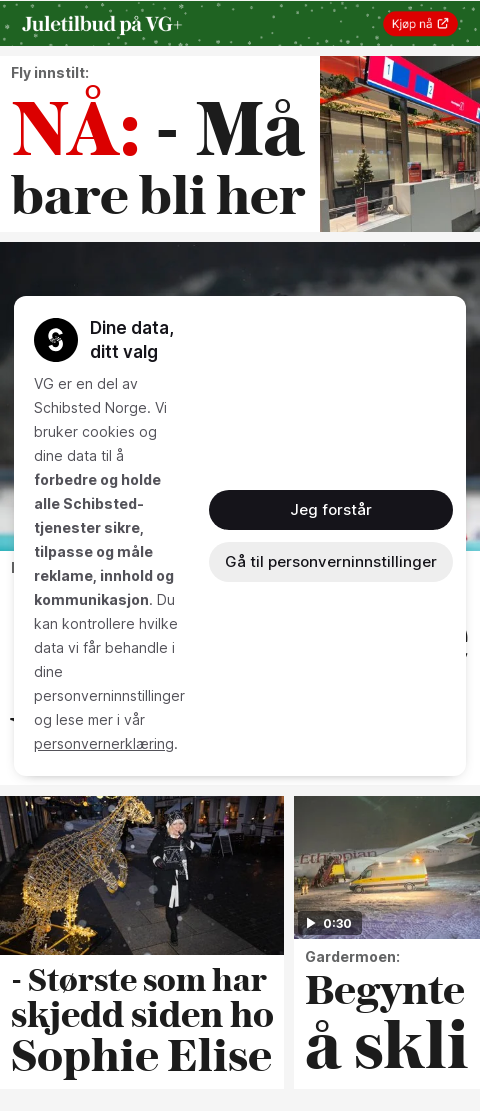 Juletilbud på VG+
Kjøp nå
Fly innstilt:
NÅ: - Må
bare bli her
1
2
Dine data,
ditt valg
VG er en del av
Schibsted Norge. Vi
bruker cookies og
dine data til å
forbedre og holde
alle Schibsted-
tjenester sikre,
tilpasse og måle
reklame, innhold og
kommunikasjon. Du
kan kontrollere hvilke
data vi får behandle i
dine
personverninnstillinger
og lese mer i vår
personvernerklæring.
Jeg forstår
Gå til personverninnstillinger
- Største som har
skjedd siden ho
Sophie Elise
Ethiopian
0:30
Gardermoen:
Begynte
å skli